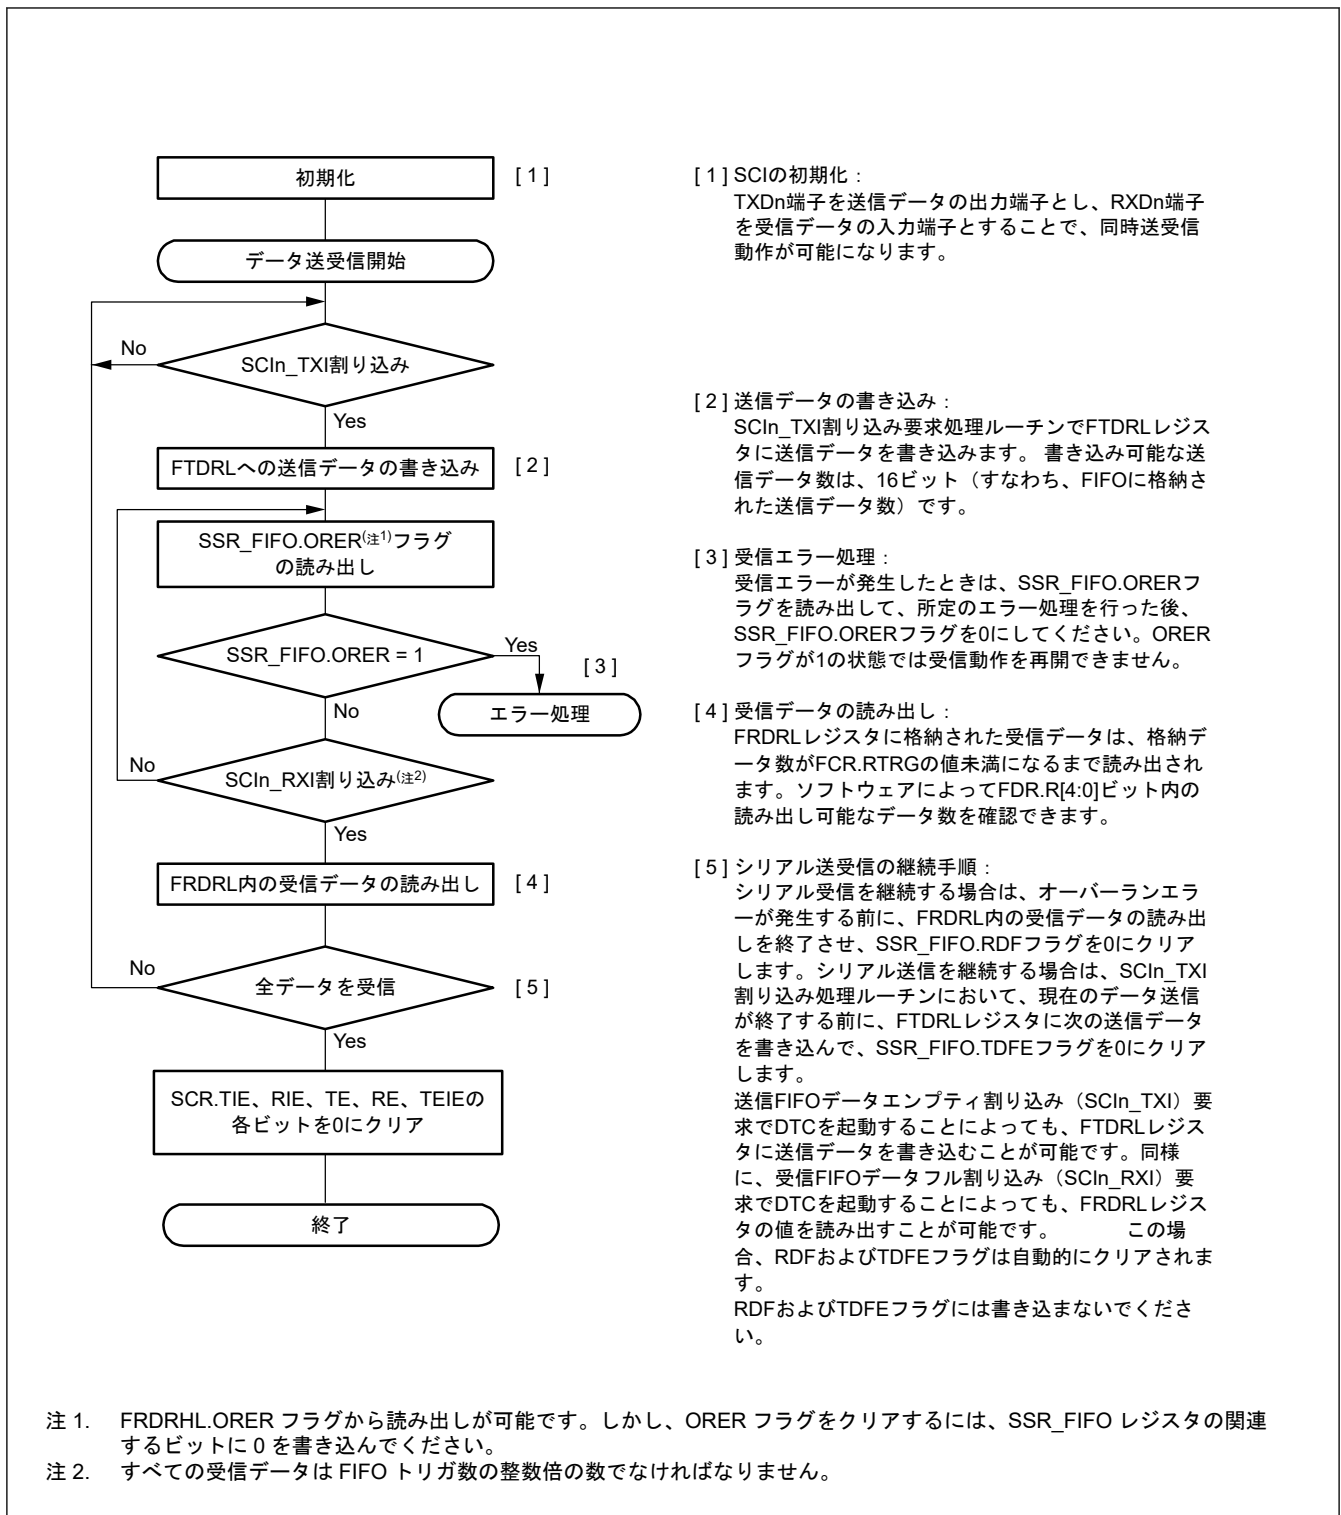 初期化
[ 1 ]
データ送受信開始
No
SCIn_TXI割り込み
Yes
FTDRLへの送信データの書き込み
[ 2 ]
SSR_FIFO.ORER(注1)フラグ
の読み出し
SSR_FIFO.ORER = 1
Yes
[ 3 ]
エラー処理
No
No
SCIn_RXI割り込み(注2)
Yes
FRDRL内の受信データの読み出し
[ 4 ]
No
全データを受信
[ 5 ]
Yes
SCR.TIE、RIE、TE、RE、TEIEの
各ビットを0にクリア
終了
[ 1 ] SCIの初期化：
TXDn端子を送信データの出力端子とし、RXDn端子
を受信データの入力端子とすることで、同時送受信
動作が可能になります。
[ 2 ] 送信データの書き込み：
SCIn_TXI割り込み要求処理ルーチンでFTDRLレジス
タに送信データを書き込みます。 書き込み可能な送
信データ数は、16ビット（すなわち、FIFOに格納さ
れた送信データ数）です。
[ 3 ] 受信エラー処理：
受信エラーが発生したときは、SSR_FIFO.ORERフ
ラグを読み出して、所定のエラー処理を行った後、
SSR_FIFO.ORERフラグを0にしてください。ORER
フラグが1の状態では受信動作を再開できません。
[ 4 ] 受信データの読み出し：
FRDRLレジスタに格納された受信データは、格納デ
ータ数がFCR.RTRGの値未満になるまで読み出され
ます。ソフトウェアによってFDR.R[4:0]ビット内の
読み出し可能なデータ数を確認できます。
[ 5 ] シリアル送受信の継続手順：
シリアル受信を継続する場合は、オーバーランエラ
ーが発生する前に、FRDRL内の受信データの読み出
しを終了させ、SSR_FIFO.RDFフラグを0にクリア
します。シリアル送信を継続する場合は、SCIn_TXI
割り込み処理ルーチンにおいて、現在のデータ送信
が終了する前に、FTDRLレジスタに次の送信データ
を書き込んで、SSR_FIFO.TDFEフラグを0にクリア
します。
送信FIFOデータエンプティ割り込み（SCIn_TXI）要
求でDTCを起動することによっても、FTDRLレジス
タに送信データを書き込むことが可能です。同様
に、受信FIFOデータフル割り込み（SCIn_RXI）要
求でDTCを起動することによっても、FRDRLレジス
タの値を読み出すことが可能です。 この場
合、RDFおよびTDFEフラグは自動的にクリアされま
す。
RDFおよびTDFEフラグには書き込まないでくださ
い。
注 1. FRDRHL.ORER フラグから読み出しが可能です。しかし、ORER フラグをクリアするには、SSR_FIFO レジスタの関連
するビットに 0 を書き込んでください。
注 2. すべての受信データは FIFO トリガ数の整数倍の数でなければなりません。